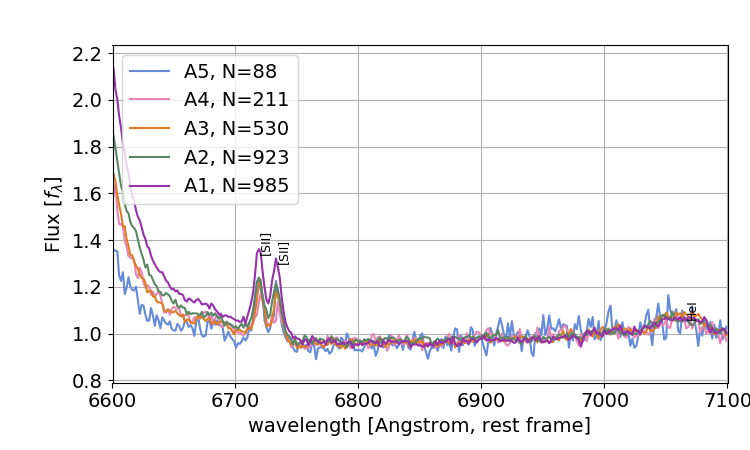 2.2
2.0
1.8
1.6
1.4
1.2
1.0
0.8
Flux [fλ]
A5, N=88
A4, N=211
A3, N=530
A2, N=923
A1, N=985
[SII]
[SII]
HeI
6600 6700 6800 6900 7000 7100
wavelength [Angstrom, rest frame]